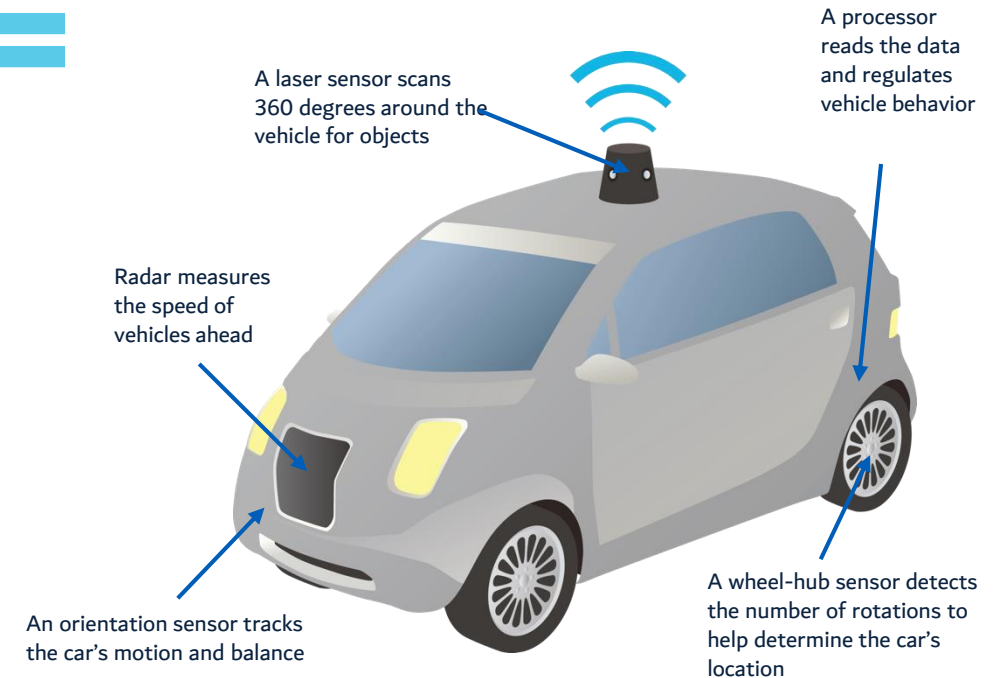 A processor
reads the data
and regulates
vehicle behavior
A laser sensor scans
360 degrees around the
vehicle for objects
Radar measures
the speed of
vehicles ahead
An orientation sensor tracks
the car’s motion and balance
A wheel-hub sensor detects
the number of rotations to
help determine the car’s
location